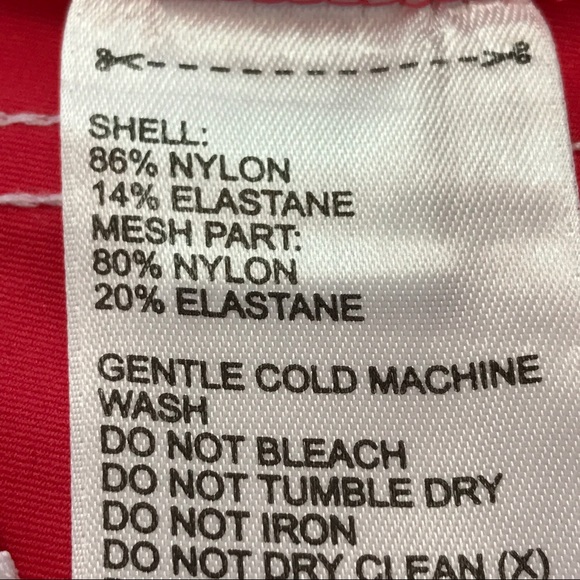 SHELL:
86% NYLON
14% ELASTANE
MESH PART:
80% NYLON
20% ELASTANE
GENTLE COLD MACHINE
WASH
DO NOT BLEACH
DO NOT TUMBLE DRY
DO NOT IRON
DO NOT DRY CLEAN (X)